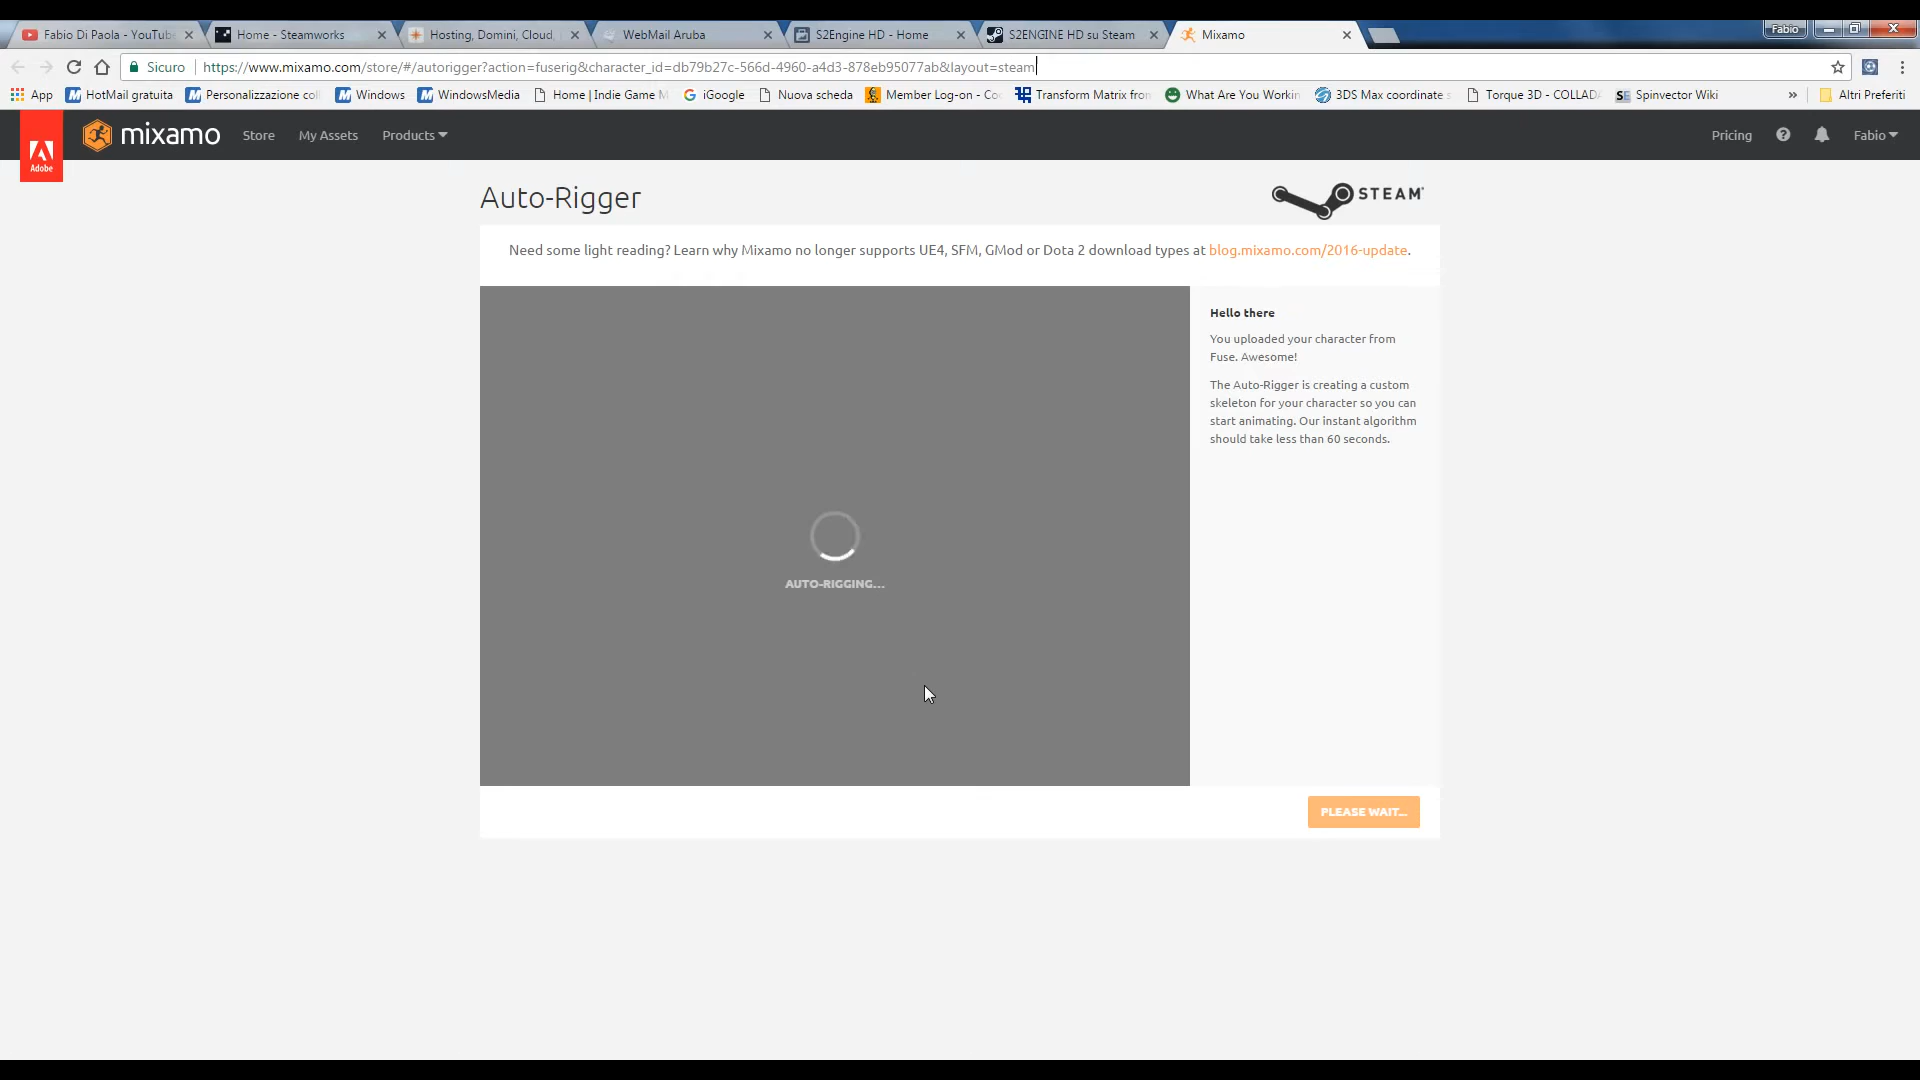 Fabio Di Paola - YouTube
Home - Steamworks
Hosting, Domini, Cloud,
WebMail Aruba
S2Engine HD - Home
S2ENGINE HD su Steam
Mixamo
Fabio
Sicuro
https://www.mixamo.com/store/#/autorigger?action=fuserig&character_id=db79b27c-566d-4960-a4d3-878eb95077ab&layout=steam
App
HotMail gratuita
Personalizzazione coll
Windows
WindowsMedia
Home | Indie Game M
iGoogle
Nuova scheda
Member Log-on - Co
Transform Matrix fron
What Are You Workin
3DS Max coordinate s
Torque 3D - COLLADA
SE Spinvector Wiki
»
Altri Preferiti
Adobe
mixamo
Store
My Assets
Products
Pricing
Fabio
Auto-Rigger
STEAM
Need some light reading? Learn why Mixamo no longer supports UE4, SFM, GMod or Dota 2 download types at blog.mixamo.com/2016-update.
Hello there
You uploaded your character from
Fuse. Awesome!
The Auto-Rigger is creating a custom
skeleton for your character so you can
start animating. Our instant algorithm
should take less than 60 seconds.
AUTO-RIGGING...
PLEASE WAIT...